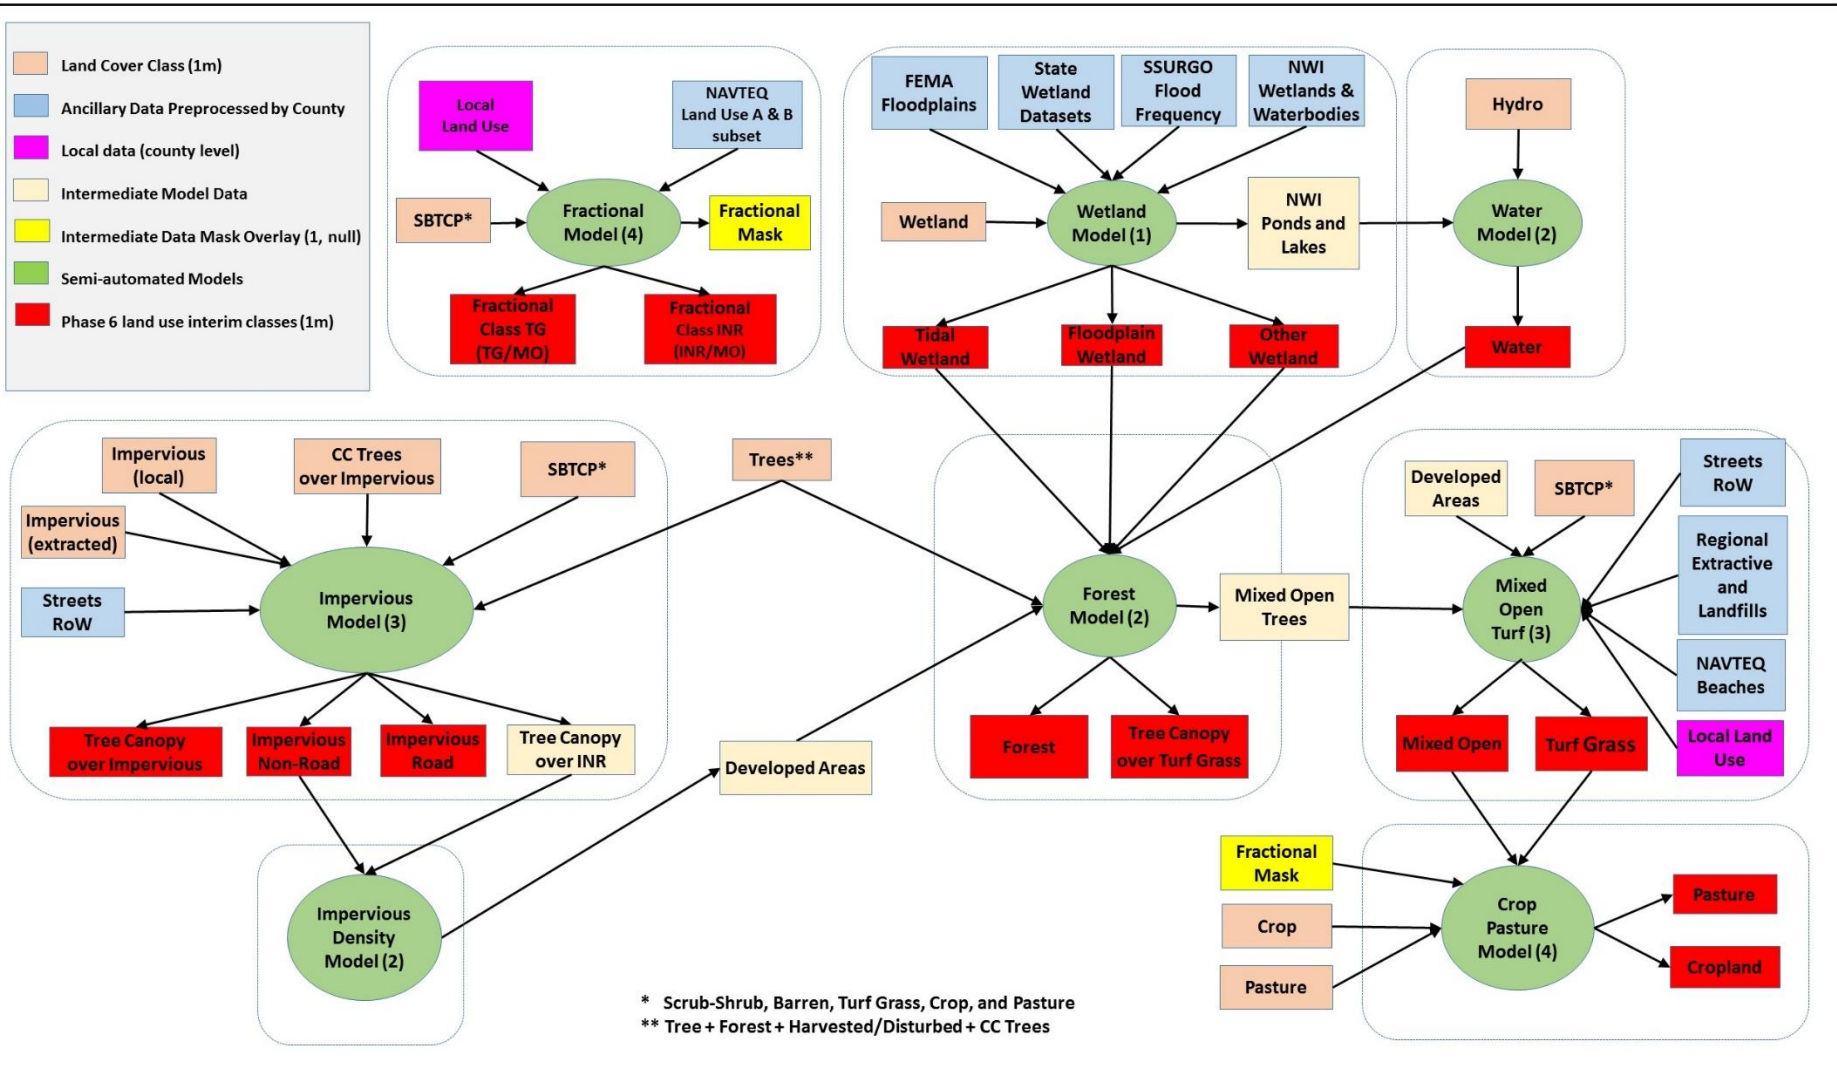 Land Cover Class (1m)
Ancillary Data Preprocessed by County
Local data (county level)
Intermediate Model Data
Intermediate Data Mask Overlay (1, null)
Semi-automated Models
Phase 6 land use interim classes (1m)
Local
Land Use
NAVTEQ
Land Use A & B
subset
SBTCP*
Fractional
Model (4)
Fractional
Mask
Fractional
Class TG
(TG/MO)
Fractional
Class INR
(INR/MO)
FEMA
Floodplains
State
Wetland
Datasets
SSURGO
Flood
Frequency
NWI
Wetlands &
Waterbodies
Wetland
Wetland
Model (1)
NWI
Ponds and
Lakes
Tidal
Wetland
Floodplain
Wetland
Other
Wetland
Hydro
Water
Model (2)
Water
Impervious
(local)
CC Trees
over Impervious
SBTCP*
Impervious
(extracted)
Streets
RoW
Impervious
Model (3)
Tree Canopy
over Impervious
Impervious
Non-Road
Impervious
Road
Tree Canopy
over INR
Trees**
Developed Areas
Impervious
Density
Model (2)
Forest
Model (2)
Mixed Open
Trees
Forest
Tree Canopy
over Turf Grass
Developed
Areas
SBTCP*
Streets
RoW
Regional
Extractive
and
Landfills
NAVTEQ
Beaches
Local Land
Use
Mixed
Open
Turf (3)
Mixed Open
Turf Grass
Fractional
Mask
Crop
Pasture
Crop
Pasture
Model (4)
Pasture
Cropland
* Scrub-Shrub, Barren, Turf Grass, Crop, and Pasture
** Tree + Forest + Harvested/Disturbed + CC Trees